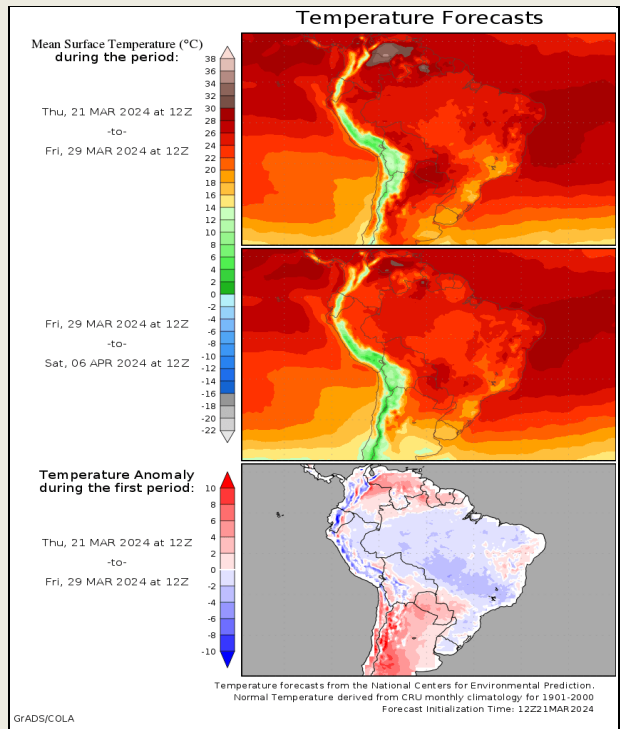 Temperature Forecasts
Mean Surface Temperature (°C)
during the period:
Thu, 21 MAR 2024 at 12Z
-to-
Fri, 29 MAR 2024 at 12Z
38
36
34
32
30
28
26
24
22
20
18
16
14
12
10
8
6
4
2
0
-2
-4
-6
-8
-10
-12
-14
-16
-18
-20
-22
Fri, 29 MAR 2024 at 12Z
-to-
Sat, 06 APR 2024 at 12Z
Temperature Anomaly
during the first period:
Thu, 21 MAR 2024 at 12Z
-to-
Fri, 29 MAR 2024 at 12Z
10
8
6
4
2
0
-2
-4
-6
-8
-10
Temperature forecasts from the National Centers for Environmental Prediction.
Normal Temperature derived from CRU monthly climatology for 1901-2000
Forecast Initialization Time: 12Z21MAR2024
GrADS/COLA